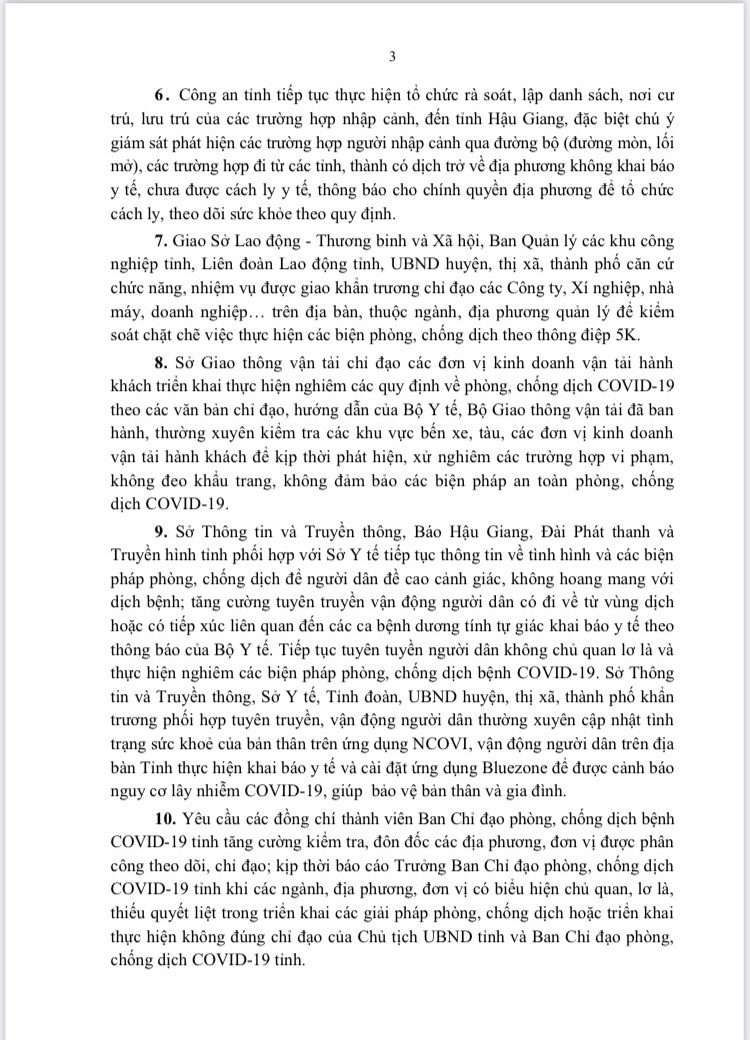 3
6. Công an tỉnh tiếp tục thực hiện tổ chức rà soát, lập danh sách, nơi cư
trú, lưu trú của các trường hợp nhập cảnh, đến tỉnh Hậu Giang, đặc biệt chú ý
giám sát phát hiện các trường hợp người nhập cảnh qua đường bộ (đường mòn, lối
mở), các trường hợp đi từ các tỉnh, thành có dịch trở về địa phương không khai báo
y tế, chưa được cách ly y tế, thông báo cho chính quyền địa phương để tổ chức
cách ly, theo dõi sức khỏe theo quy định.
7. Giao Sở Lao động - Thương binh và Xã hội, Ban Quản lý các khu công
nghiệp tỉnh, Liên đoàn Lao động tỉnh, UBND huyện, thị xã, thành phố căn cứ
chức năng, nhiệm vụ được giao khẩn trương chỉ đạo các Công ty, Xí nghiệp, nhà
máy, doanh nghiệp… trên địa bàn, thuộc ngành, địa phương quản lý để kiểm
soát chặt chẽ việc thực hiện các biện phòng, chống dịch theo thông điệp 5K.
8. Sở Giao thông vận tải chỉ đạo các đơn vị kinh doanh vận tải hành
khách triển khai thực hiện nghiêm các quy định về phòng, chống dịch COVID-19
theo các văn bản chỉ đạo, hướng dẫn của Bộ Y tế, Bộ Giao thông vận tải đã ban
hành, thường xuyên kiểm tra các khu vực bến xe, tàu, các đơn vị kinh doanh
vận tải hành khách để kịp thời phát hiện, xử nghiêm các trường hợp vi phạm,
không đeo khẩu trang, không đảm bảo các biện pháp an toàn phòng, chống
dịch COVID-19.
9. Sở Thông tin và Truyền thông, Báo Hậu Giang, Đài Phát thanh và
Truyền hình tỉnh phối hợp với Sở Y tế tiếp tục thông tin về tình hình và các biện
pháp phòng, chống dịch để người dân đề cao cảnh giác, không hoang mang với
dịch bệnh; tăng cường tuyên truyền vận động người dân có đi về từ vùng dịch
hoặc có tiếp xúc liên quan đến các ca bệnh dương tính tự giác khai báo y tế theo
thông báo của Bộ Y tế. Tiếp tục tuyên tuyền người dân không chủ quan lơ là và
thực hiện nghiêm các biện pháp phòng, chống dịch bệnh COVID-19. Sở Thông
tin và Truyền thông, Sở Y tế, Tỉnh đoàn, UBND huyện, thị xã, thành phố khẩn
trương phối hợp tuyên truyền, vận động người dân thường xuyên cập nhật tình
trạng sức khoẻ của bản thân trên ứng dụng NCOVI, vận động người dân trên địa
bàn Tỉnh thực hiện khai báo y tế và cài đặt ứng dụng Bluezone để được cảnh báo
nguy cơ lây nhiễm COVID-19, giúp bảo vệ bản thân và gia đình.
10. Yêu cầu các đồng chí thành viên Ban Chỉ đạo phòng, chống dịch bệnh
COVID-19 tỉnh tăng cường kiểm tra, đôn đốc các địa phương, đơn vị được phân
công theo dõi, chỉ đạo; kịp thời báo cáo Trưởng Ban Chỉ đạo phòng, chống dịch
COVID-19 tỉnh khi các ngành, địa phương, đơn vị có biểu hiện chủ quan, lơ là,
thiếu quyết liệt trong triển khai các giải pháp phòng, chống dịch hoặc triển khai
thực hiện không đúng chỉ đạo của Chủ tịch UBND tỉnh và Ban Chỉ đạo phòng,
chống dịch COVID-19 tỉnh.